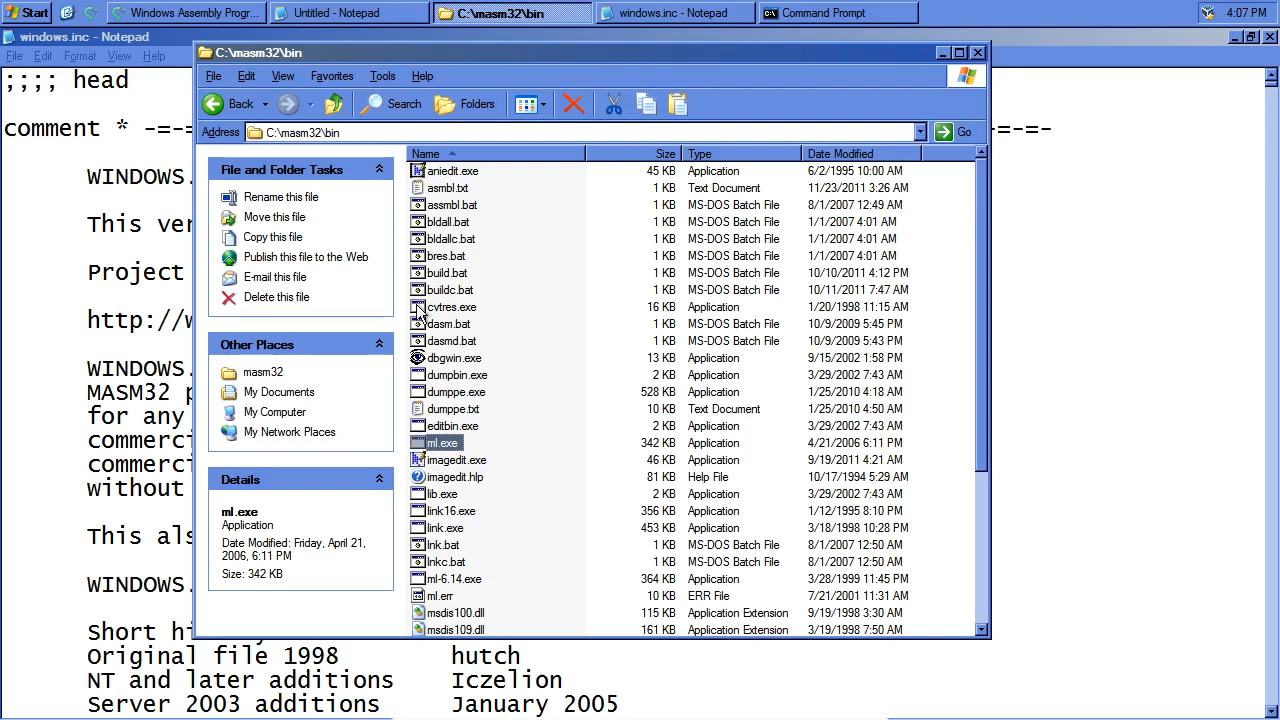 Start
Windows Assembly Progr...
Untitled - Notepad
C:\masm32\bin
windows.inc - Notepad
Command Prompt
4:07 PM
windows.inc - Notepad
File Edit Format View Help
;;;; head
comment * -=-=
=-=-
WINDOWS.
This ver
Project
http://w
WINDOWS.
MASM32 p
for any
commerci
commerci
without
This als
WINDOWS.
Short hi
Original file 1998 hutch
NT and later additions Iczelion
Server 2003 additions January 2005
C:\masm32\bin
File Edit View Favorites Tools Help
Back Search Folders
Address C:\masm32\bin Go
File and Folder Tasks
Rename this file
Move this file
Copy this file
Publish this file to the Web
E-mail this file
Delete this file
Other Places
masm32
My Documents
My Computer
My Network Places
Details
ml.exe
Application
Date Modified: Friday, April 21,
2006, 6:11 PM
Size: 342 KB
Name Size Type Date Modified
aniedit.exe 45 KB Application 6/2/1995 10:00 AM
asmbl.txt 1 KB Text Document 11/23/2011 3:26 AM
assmbl.bat 1 KB MS-DOS Batch File 8/1/2007 12:49 AM
bldall.bat 1 KB MS-DOS Batch File 1/1/2007 4:01 AM
bldallc.bat 1 KB MS-DOS Batch File 1/1/2007 4:01 AM
bres.bat 1 KB MS-DOS Batch File 1/1/2007 4:01 AM
build.bat 1 KB MS-DOS Batch File 10/10/2011 4:12 PM
buildc.bat 1 KB MS-DOS Batch File 10/11/2011 7:47 AM
cvtres.exe 16 KB Application 1/20/1998 11:15 AM
dasm.bat 1 KB MS-DOS Batch File 10/9/2009 5:45 PM
dasmd.bat 1 KB MS-DOS Batch File 10/9/2009 5:43 PM
dbgwin.exe 13 KB Application 9/15/2002 1:58 PM
dumpbin.exe 2 KB Application 3/29/2002 7:43 AM
dumppe.exe 528 KB Application 1/25/2010 4:18 AM
dumppe.txt 10 KB Text Document 1/25/2010 4:50 AM
editbin.exe 2 KB Application 3/29/2002 7:43 AM
ml.exe 342 KB Application 4/21/2006 6:11 PM
imagedit.exe 46 KB Application 9/19/2011 4:21 AM
imagedit.hlp 81 KB Help File 10/17/1994 5:29 AM
lib.exe 2 KB Application 3/29/2002 7:43 AM
link16.exe 356 KB Application 1/12/1995 8:10 PM
link.exe 453 KB Application 3/18/1998 10:28 PM
lnk.bat 1 KB MS-DOS Batch File 8/1/2007 12:50 AM
lnkc.bat 1 KB MS-DOS Batch File 8/1/2007 12:50 AM
ml-6.14.exe 364 KB Application 3/28/1999 11:45 PM
ml.err 10 KB ERR File 7/21/2001 11:31 AM
msdis100.dll 115 KB Application Extension 9/19/1998 3:30 AM
msdis109.dll 161 KB Application Extension 3/19/1998 7:50 AM